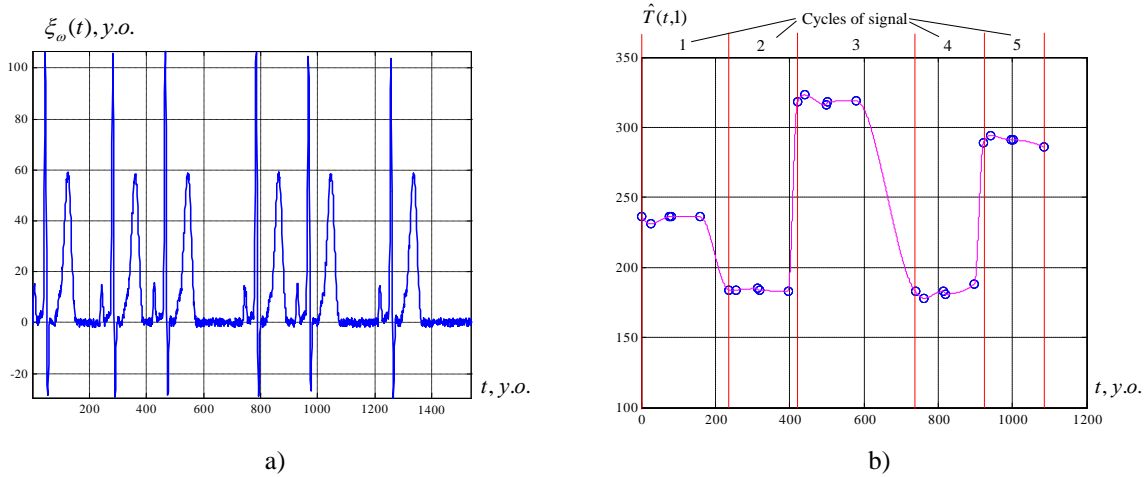 ξ_ω(t), y.o.
100
80
60
40
20
0
-20
200 400 600 800 1000 1200 1400
t, y.o.
a)
T̂(t,1)
Cycles of signal
1 2 3 4 5
350
300
250
200
150
100
0 200 400 600 800 1000 1200
t, y.o.
b)